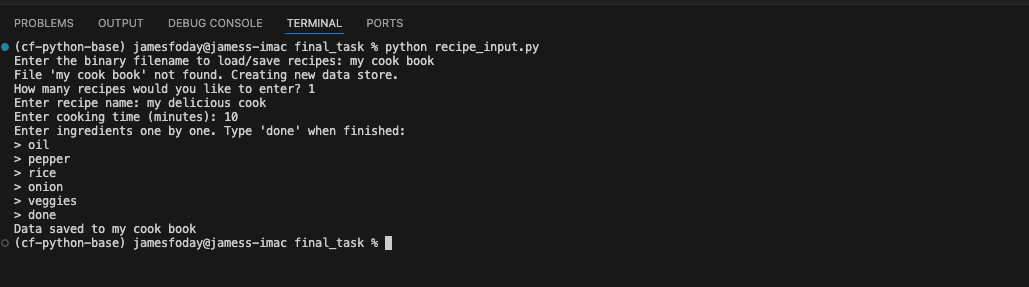 PROBLEMS OUTPUT DEBUG CONSOLE TERMINAL PORTS
(cf-python-base) jamesfoday@jamess-imac final_task % python recipe_input.py
Enter the binary filename to load/save recipes: my cook book
File 'my cook book' not found. Creating new data store.
How many recipes would you like to enter? 1
Enter recipe name: my delicious cook
Enter cooking time (minutes): 10
Enter ingredients one by one. Type 'done' when finished:
> oil
> pepper
> rice
> onion
> veggies
> done
Data saved to my cook book
(cf-python-base) jamesfoday@jamess-imac final_task %